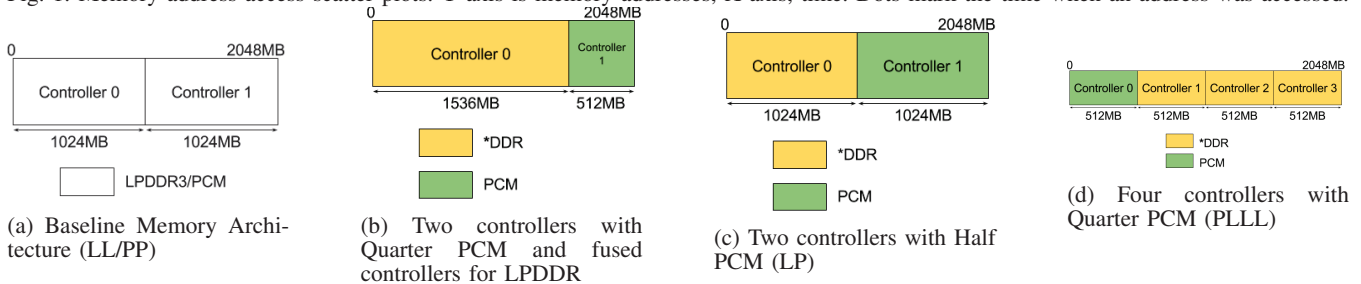 Fig. 1: Memory address access scatter plots. Y-axis is memory addresses, X-axis, time. Dots mark the time when an address was accessed.
0 2048MB
Controller 0 Controller 1
1024MB 1024MB
LPDDR3/PCM
(a) Baseline Memory Archi-
tecture (LL/PP)
0 2048MB
Controller 0 Controller
1
1536MB 512MB
*DDR
PCM
(b) Two controllers with
Quarter PCM and fused
controllers for LPDDR
0 2048MB
Controller 0 Controller 1
1024MB 1024MB
*DDR
PCM
(c) Two controllers with Half
PCM (LP)
0 2048MB
Controller 0 Controller 1 Controller 2 Controller 3
512MB 512MB 512MB 512MB
*DDR
PCM
(d) Four controllers with
Quarter PCM (PLLL)